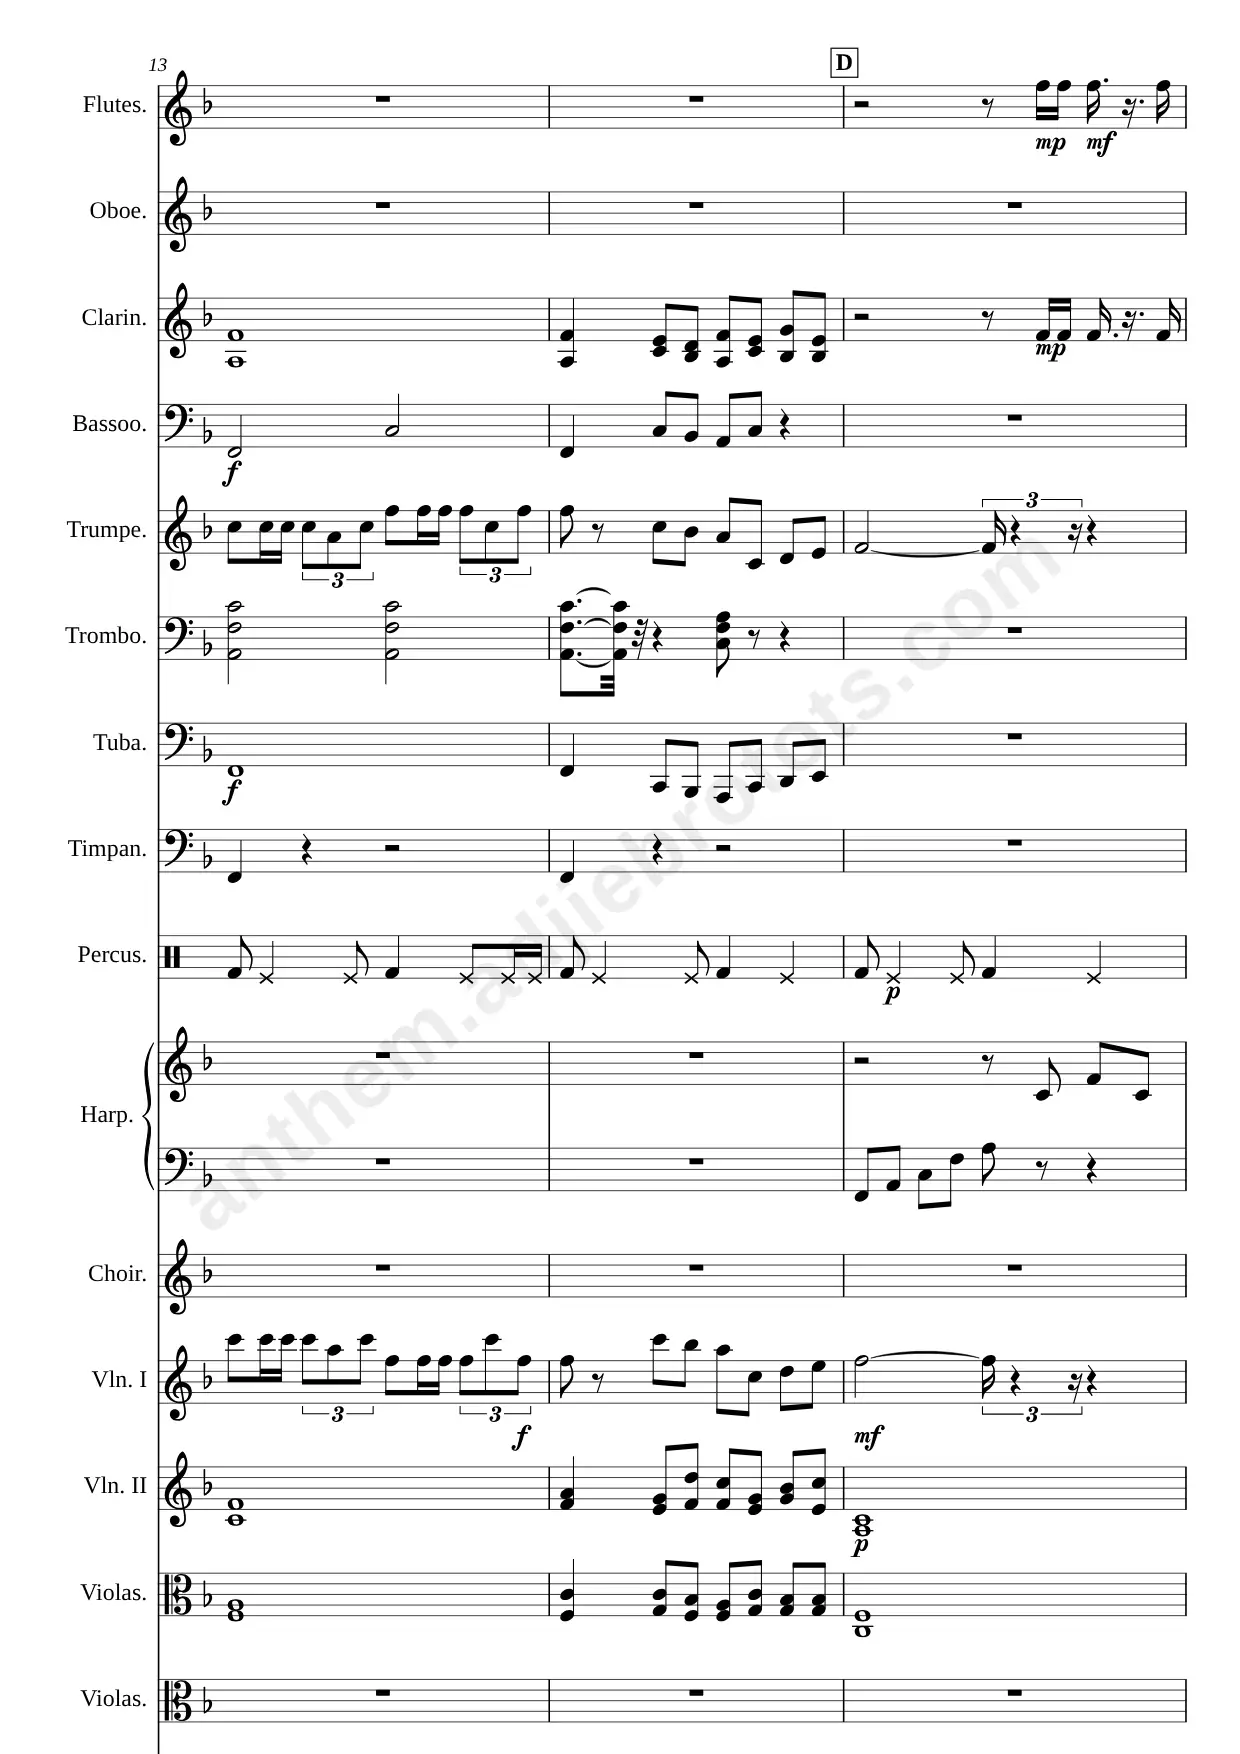 13
D
Flutes.
mp mf
Oboe.
Clarin.
mp
Bassoo.
f
3
Trumpe.
3 3
Trombo.
Tuba.
f
Timpan.
Percus.
p
Harp.
Choir.
Vln. I
3 3 3
f mf
Vln. II
p
Violas.
Violas.
anthem.adjiebrotots.com